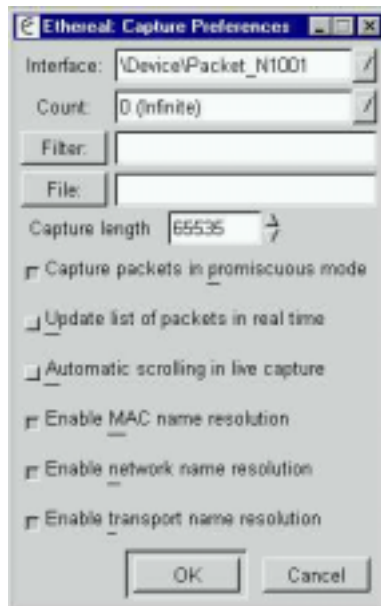 Ethereal: Capture Preferences
Interface: \Device\Packet_N1001
Count: 0 (Infinite)
Filter:
File:
Capture length 65535
Capture packets in promiscuous mode
Update list of packets in real time
Automatic scrolling in live capture
Enable MAC name resolution
Enable network name resolution
Enable transport name resolution
OK Cancel